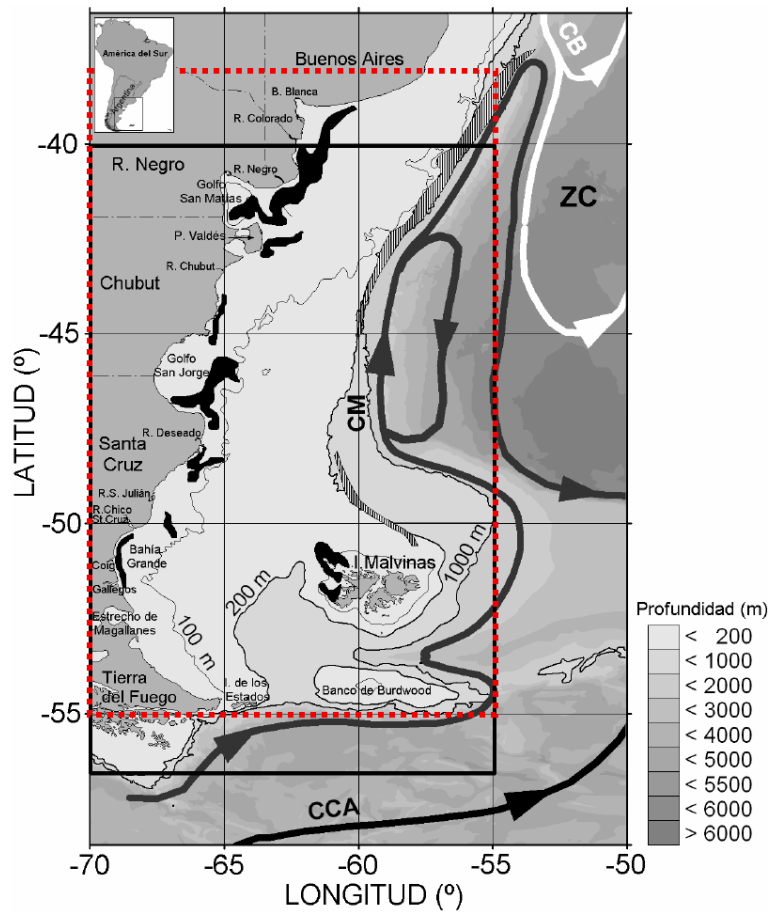 América del Sur
Argentina
Buenos Aires
CB
B. Blanca
R. Colorado
-40
R. Negro
R. Negro
Golfo
San Matías
ZC
P. Valdés
R. Chubut
Chubut
-45
Golfo
San Jorge
CM
R. Deseado
Santa
Cruz
R.S. Julián
R.Chico
St.Cruz
-50
Bahía
Grande
Coig
Gallegos
I. Malvinas
1000 m
200 m
100 m
Estrecho de
Magallanes
Tierra
del Fuego
I. de los
Estados
Banco de Burdwood
-55
CCA
-70
-65
-60
-55
-50
LATITUD (º)
LONGITUD (º)
Profundidad (m)
< 200
< 1000
< 2000
< 3000
< 4000
< 5000
< 5500
< 6000
> 6000